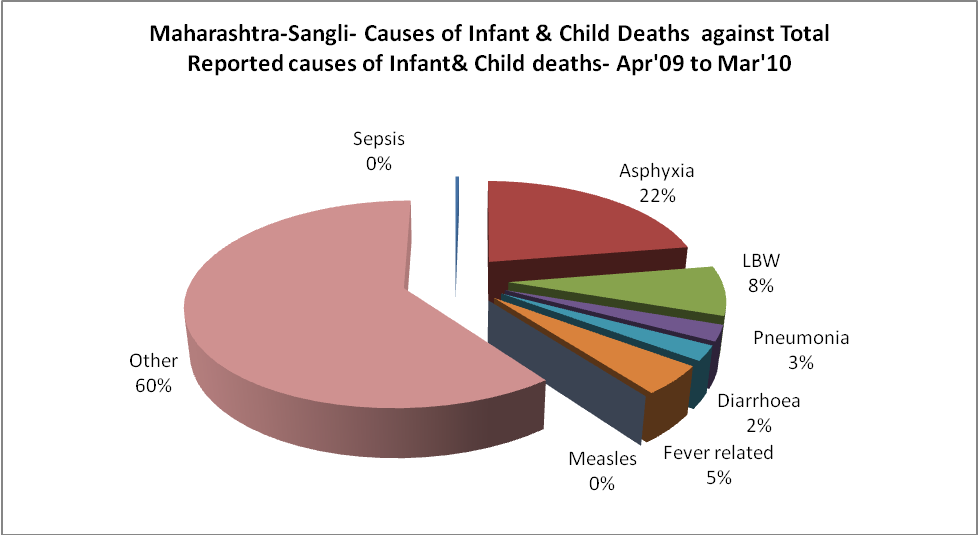 Maharashtra-Sangli- Causes of Infant & Child Deaths against Total
Reported causes of Infant& Child deaths- Apr'09 to Mar'10
Sepsis
0%
Asphyxia
22%
LBW
8%
Pneumonia
3%
Diarrhoea
2%
Fever related
5%
Measles
0%
Other
60%